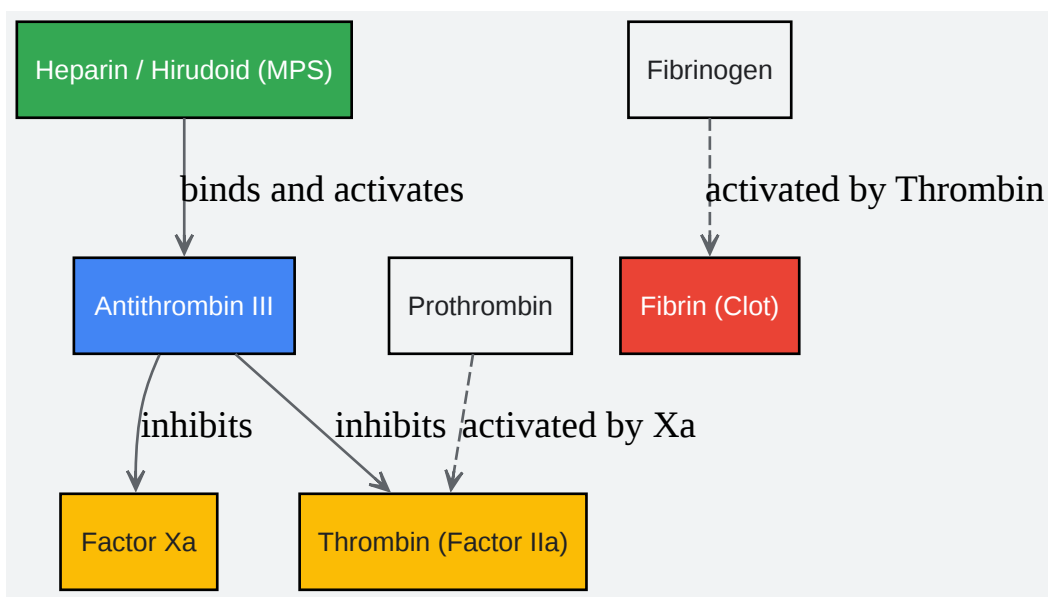 Heparin / Hirudoid (MPS)
Fibrinogen
binds and activates
activated by Thrombin
Antithrombin III
Prothrombin
Fibrin (Clot)
inhibits
inhibits
activated by Xa
Factor Xa
Thrombin (Factor IIa)